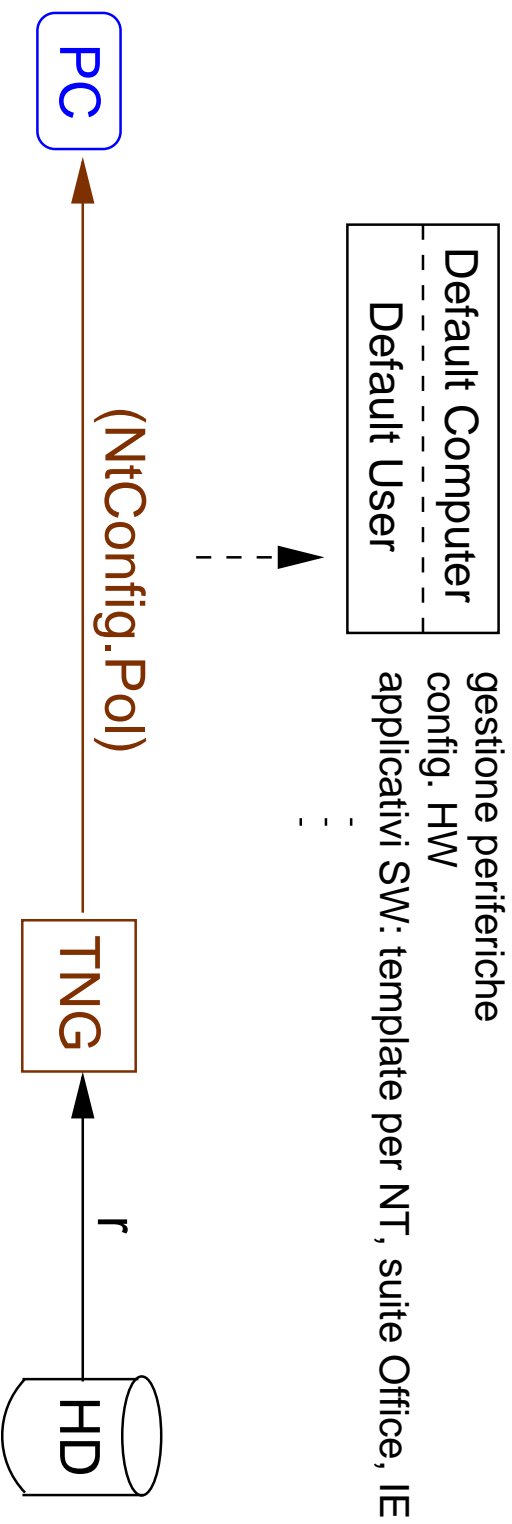 Default Computer
Default User
gestione periferiche
config. HW
applicativi SW: template per NT, suite Office, IE
. . .
PC
(NtConfig.Pol)
TNG
r
HD